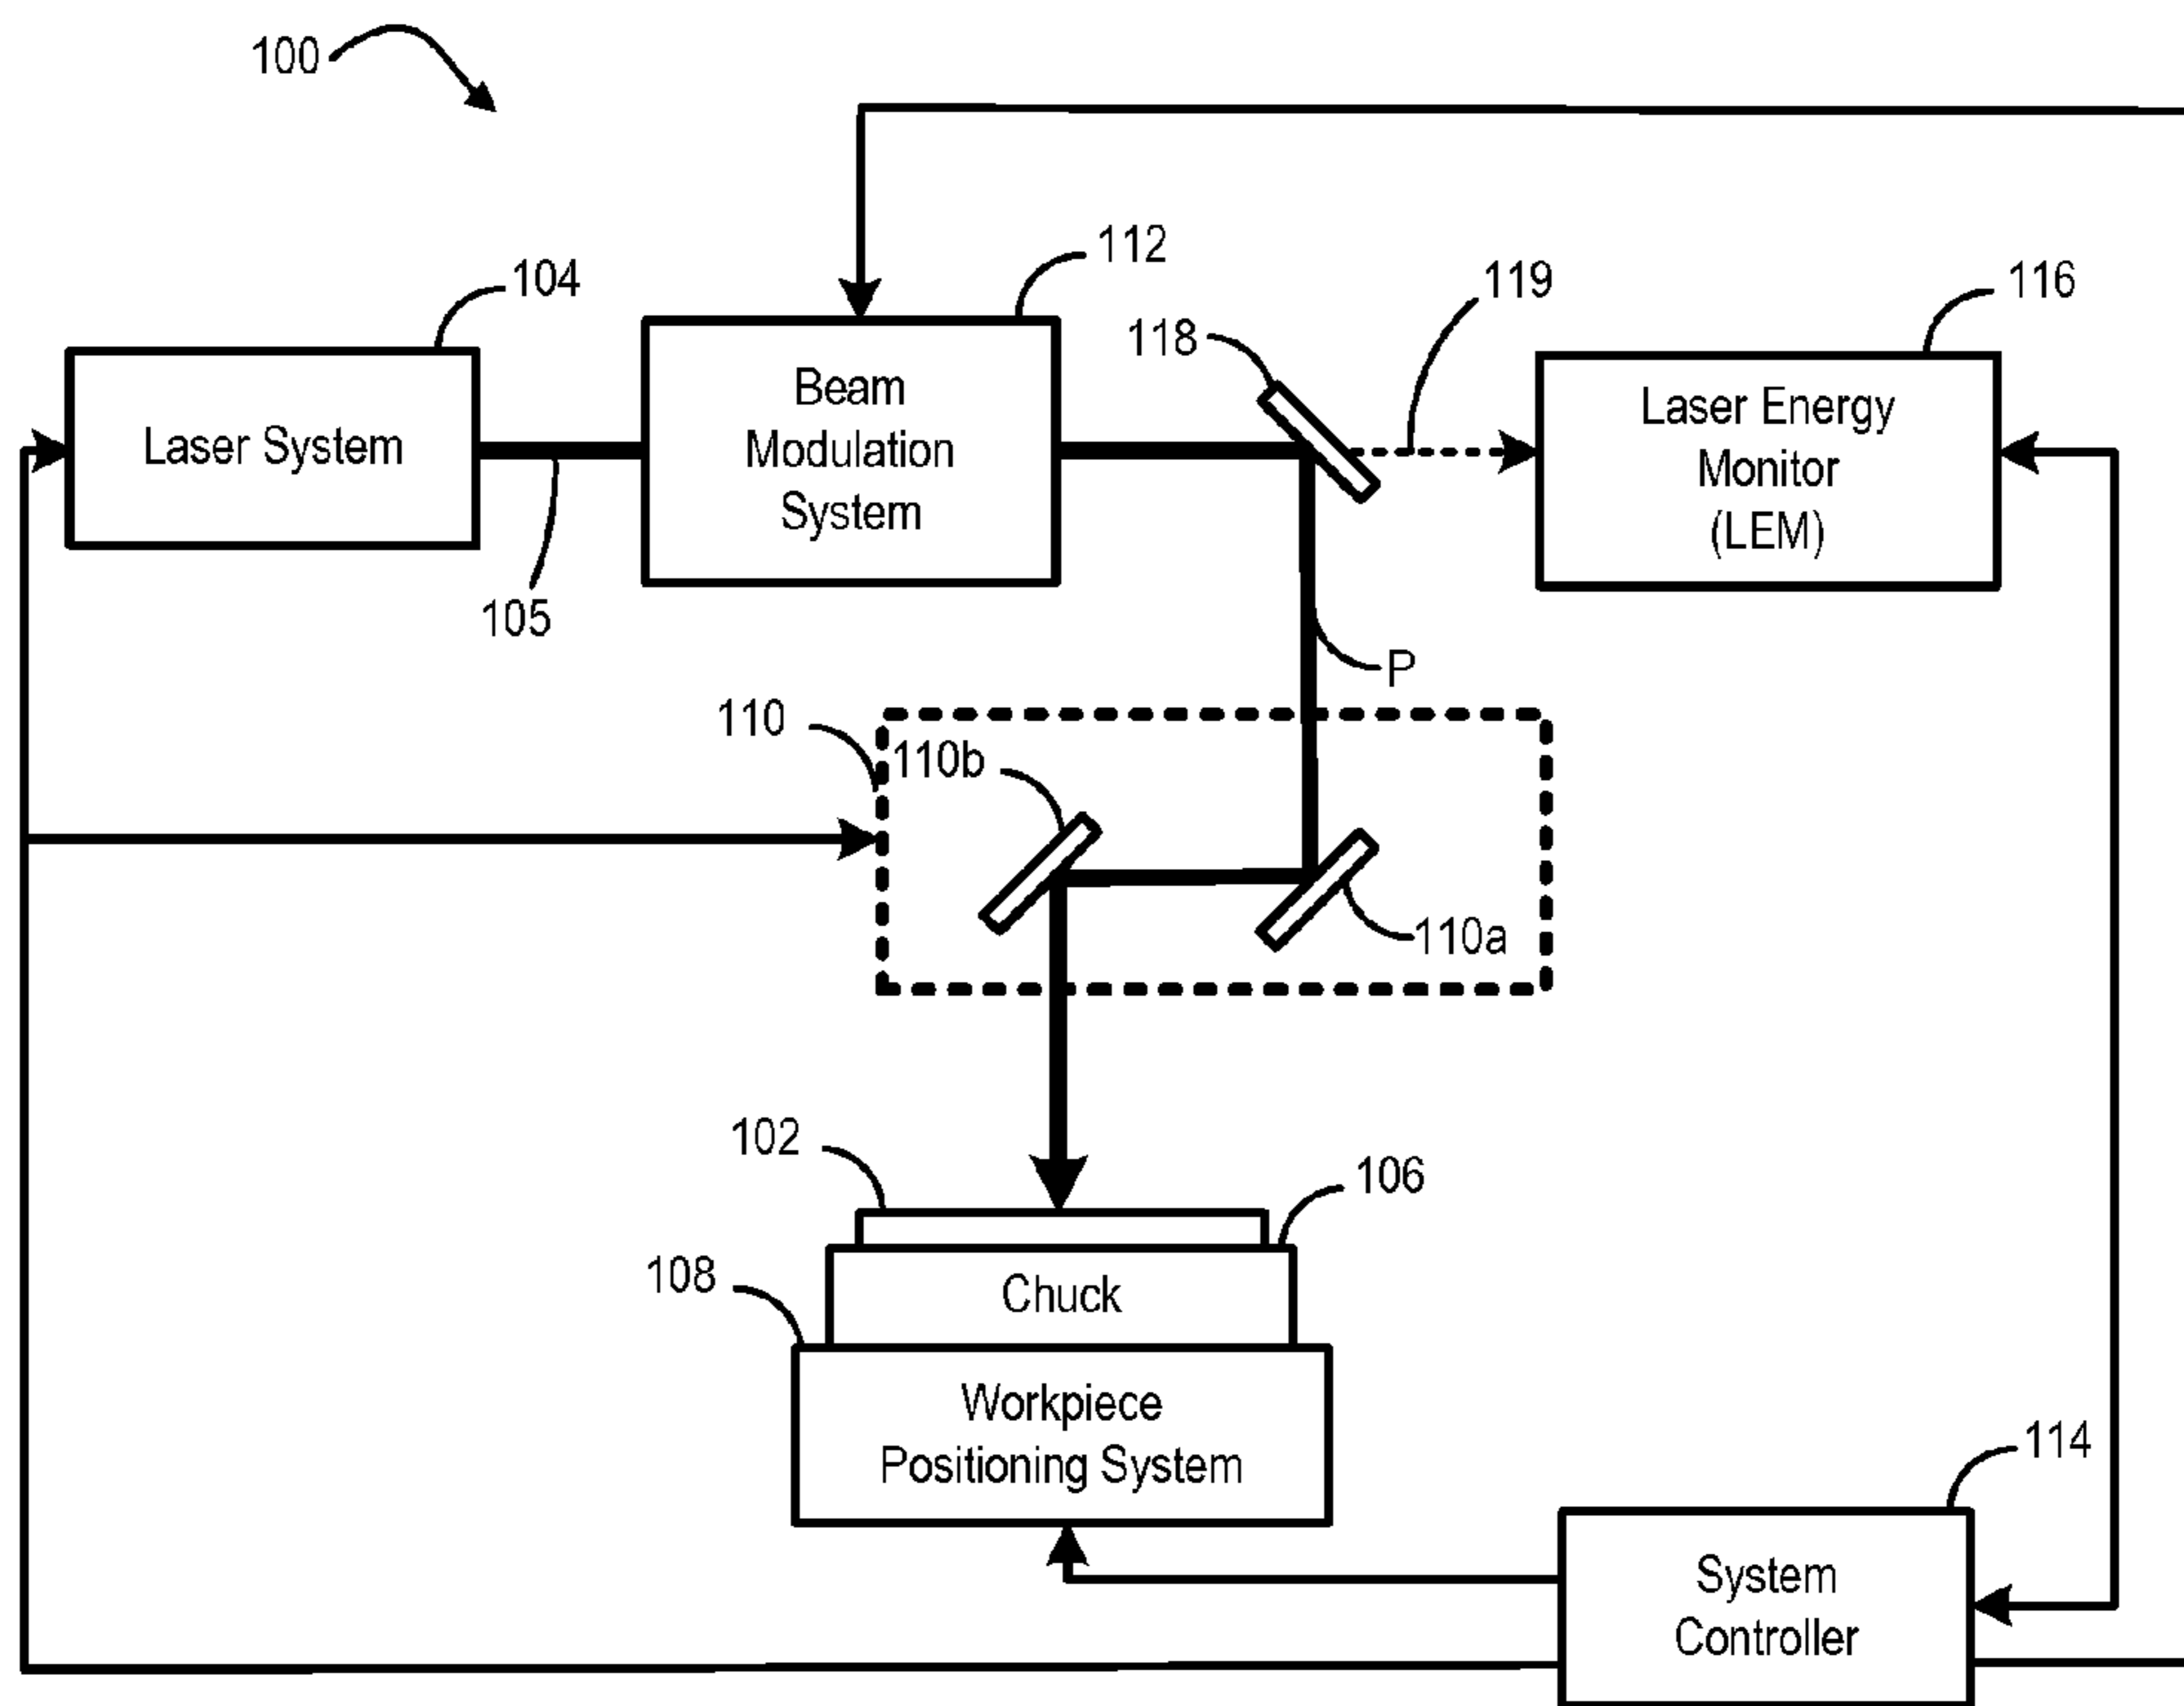 100
112
104
119
116
118
Beam
Modulation
System
Laser System
Laser Energy
Monitor
(LEM)
105
P
110
110b
110a
102
106
108
Chuck
Workpiece
Positioning System
114
System
Controller